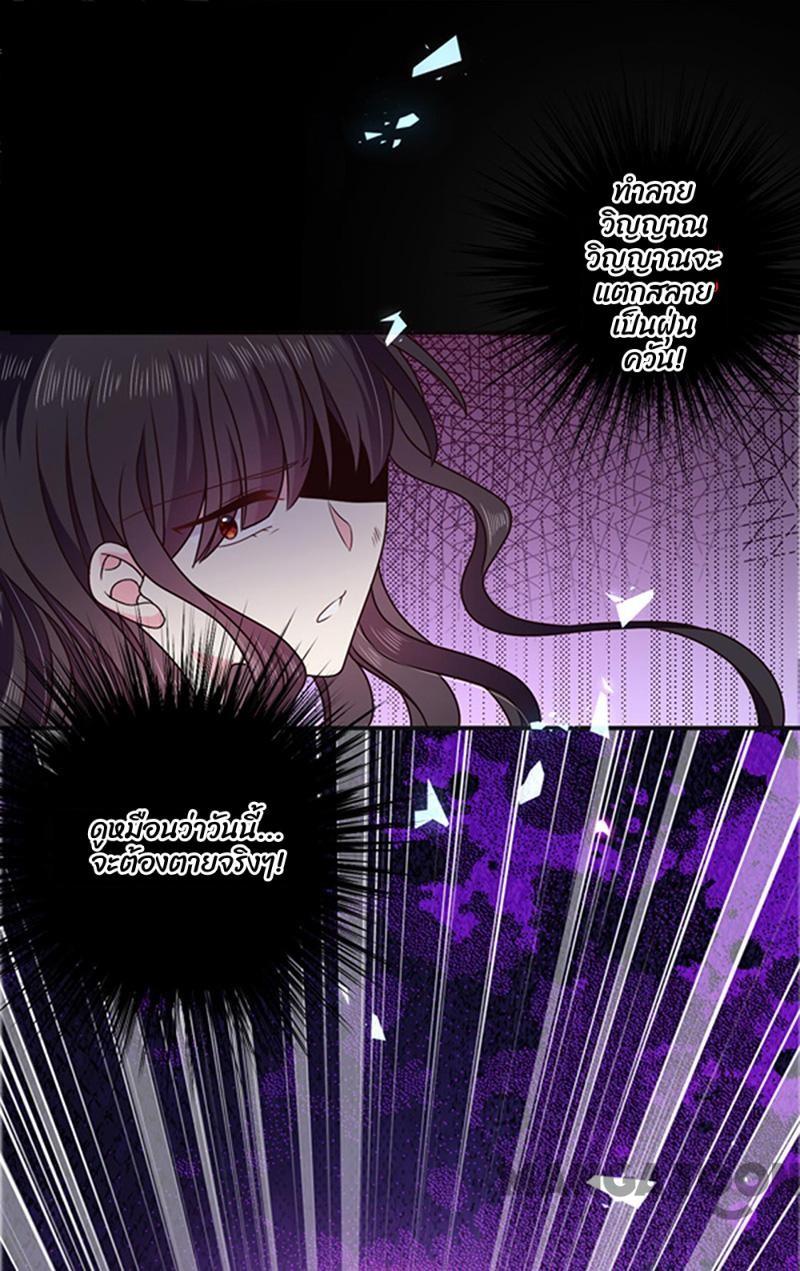 ทำลาย
วิญญาณ
วิญญาณจะ
แตกสลาย
เป็นฝุ่น
ควัน!
ดูหมือนว่าวันนี้...
จะต้องตายจริงๆ!
MANGATOON